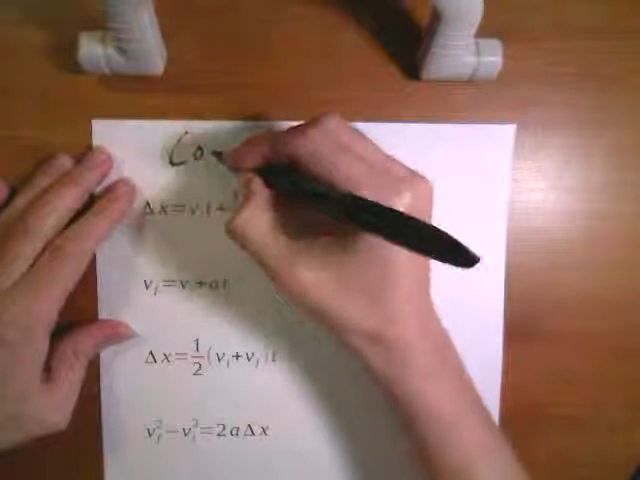 Co
Δx=vᵢt+
v_f=vᵢ+at
Δx=1/2(vᵢ+v_f)t
v_f²−vᵢ²=2aΔx